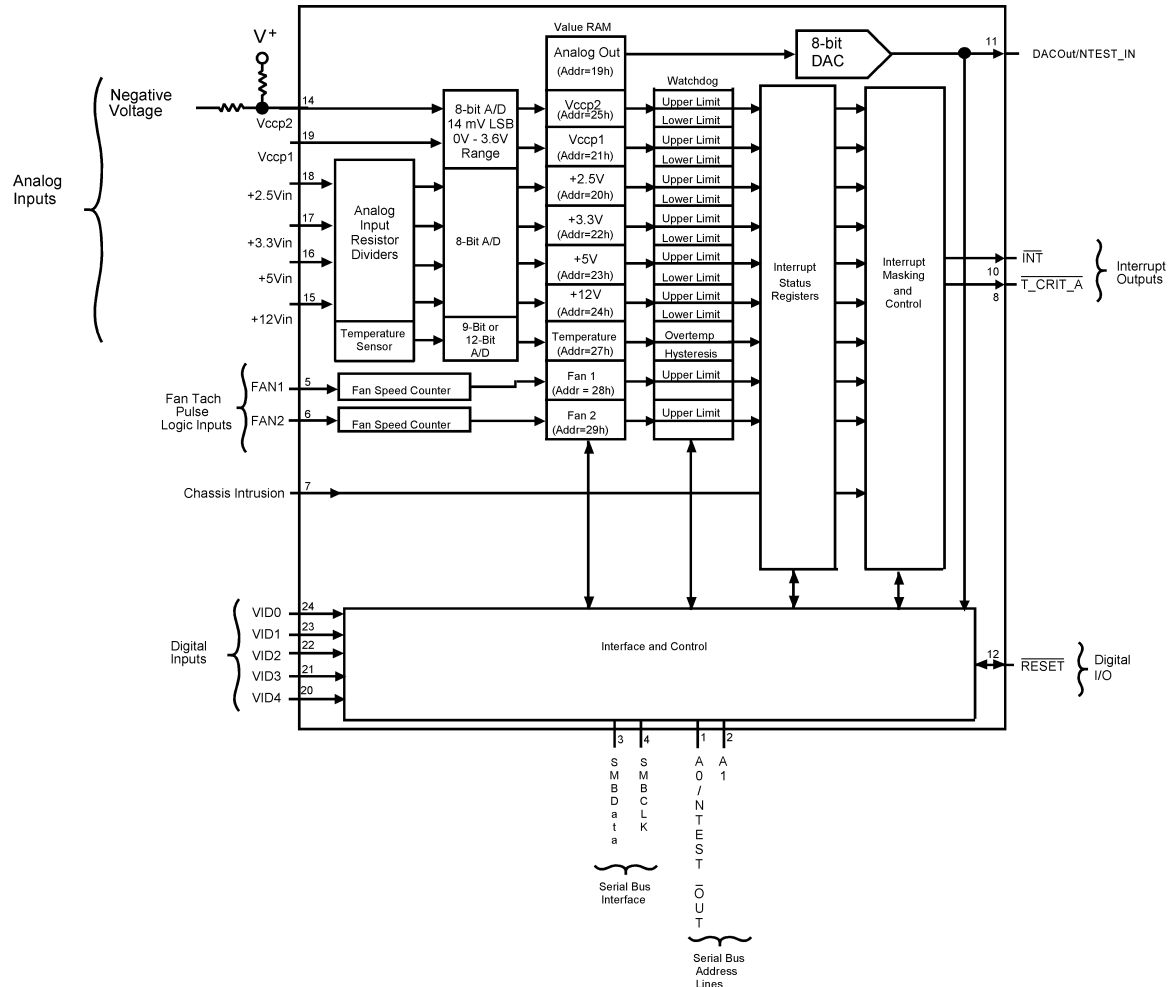 Value RAM
V+
Analog Out
(Addr=19h)
8-bit
DAC
11
DACOut/NTEST_IN
Negative
Voltage
14
Vccp2
19
Vccp1
8-bit A/D
14 mV LSB
0V - 3.6V
Range
Watchdog
Vccp2
(Addr=25h)
Upper Limit
Lower Limit
Vccp1
(Addr=21h)
Upper Limit
Lower Limit
Analog
Inputs
18
+2.5Vin
17
+3.3Vin
16
+5Vin
15
+12Vin
Analog
Input
Resistor
Dividers
8-Bit A/D
+2.5V
(Addr=20h)
Upper Limit
Lower Limit
+3.3V
(Addr=22h)
Upper Limit
Lower Limit
+5V
(Addr=23h)
Upper Limit
Lower Limit
+12V
(Addr=24h)
Upper Limit
Lower Limit
Interrupt
Status
Registers
Interrupt
Masking
and
Control
INT
10
T_CRIT_A
8
Interrupt
Outputs
Temperature
Sensor
9-Bit or
12-Bit
A/D
Temperature
(Addr=27h)
Overtemp
Hysteresis
Fan Tach
Pulse
Logic Inputs
FAN1
5
Fan Speed Counter
Fan 1
(Addr = 28h)
Upper Limit
FAN2
6
Fan Speed Counter
Fan 2
(Addr=29h)
Upper Limit
Chassis Intrusion
7
Digital
Inputs
VID0
24
VID1
23
VID2
22
VID3
21
VID4
20
Interface and Control
12
RESET
Digital
I/O
3
4
1
2
SMBData
SMBCLK
A0/NTEST OUT
A1
Serial Bus
Interface
Serial Bus
Address
Lines